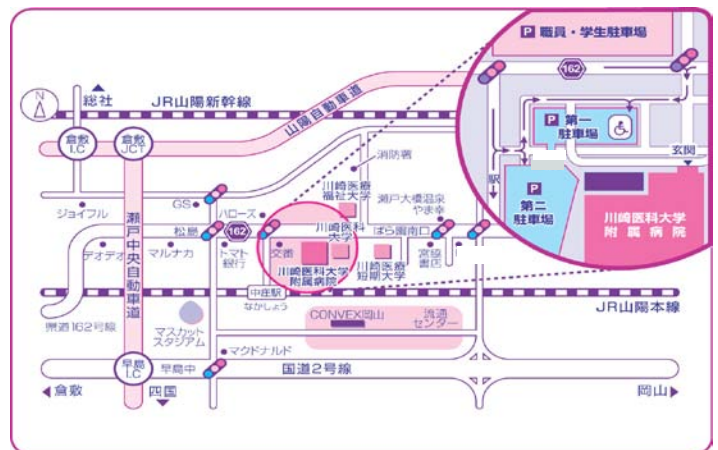 P 職員・学生駐車場
162
P 第一
駐車場
玄関
駅
P
第二
駐車場
川崎医科大学
附属病院
N
総社
JR山陽新幹線
山陽自動車道
倉敷
I.C
倉敷
JCT
消防署
川崎医療
福祉大学
瀬戸大橋温泉
やま幸
GS
ジョイフル
ハローズ
松島
162
川崎医科
大学
ばら園南口
デオデオ
マルナカ
トマト
銀行
交番
川崎医科大学
附属病院
川崎医療
短期大学
宮脇
書店
瀬戸中央自動車道
中庄駅
なかしょう
JR山陽本線
県道162号線
マスカット
スタジアム
CONVEX岡山
流通
センター
マクドナルド
早島
I.C
早島中
国道2号線
倉敷
四国
岡山